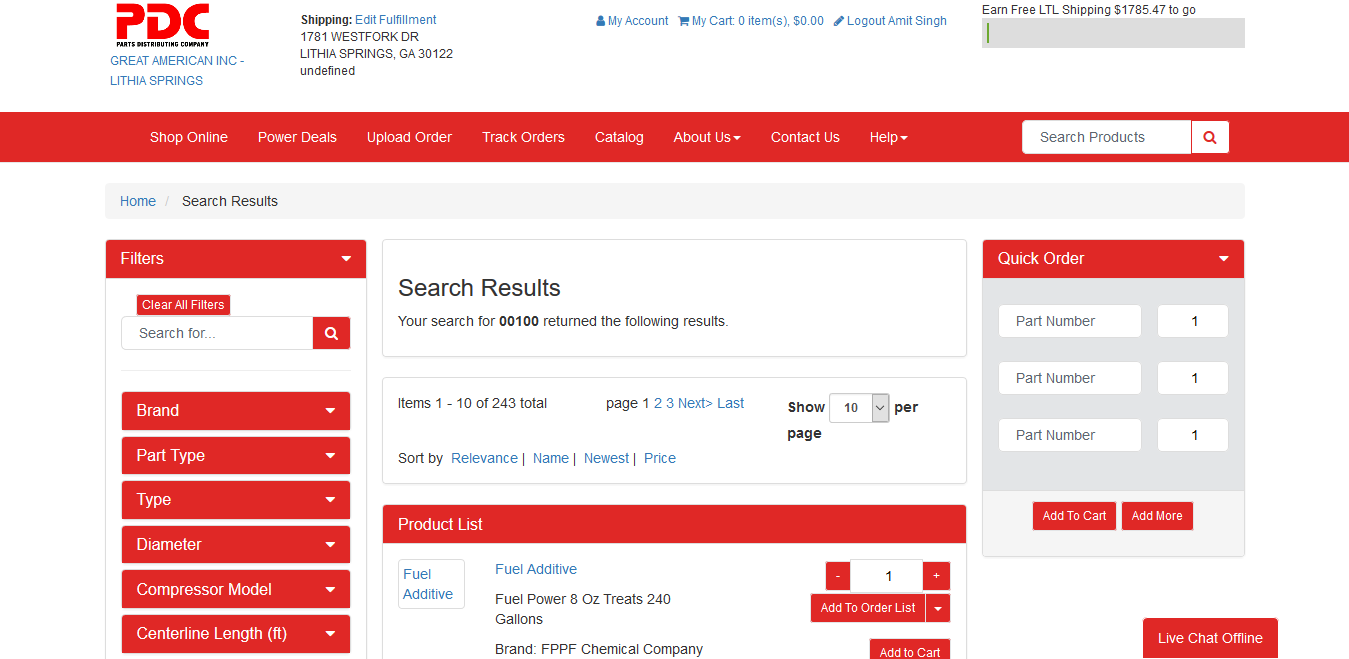 PDC
PARTS DISTRIBUTING COMPANY
GREAT AMERICAN INC -
LITHIA SPRINGS
Shipping: Edit Fulfillment
1781 WESTFORK DR
LITHIA SPRINGS, GA 30122
undefined
My Account My Cart: 0 item(s), $0.00 Logout Amit Singh
Earn Free LTL Shipping $1785.47 to go
Shop Online Power Deals Upload Order Track Orders Catalog About Us Contact Us Help Search Products
Home / Search Results
Filters
Clear All Filters
Search for...
Brand
Part Type
Type
Diameter
Compressor Model
Centerline Length (ft)
Search Results
Your search for 00100 returned the following results.
Items 1 - 10 of 243 total page 1 2 3 Next> Last Show 10 per
page
Sort by Relevance | Name | Newest | Price
Product List
Fuel
Additive
Fuel Additive
Fuel Power 8 Oz Treats 240
Gallons
Brand: FPPF Chemical Company
- 1 +
Add To Order List
Add to Cart
Quick Order
Part Number 1
Part Number 1
Part Number 1
Add To Cart Add More
Live Chat Offline